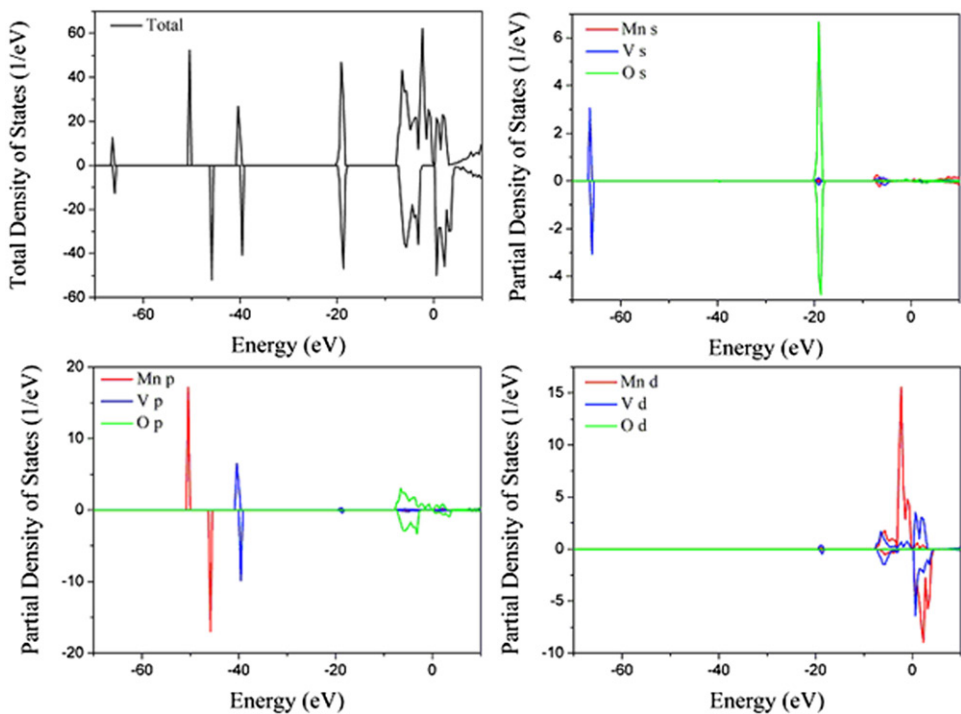 Total Density of States (1/eV)
60
40
20
0
-20
-40
-60
Total
-60
-40
-20
0
Energy (eV)
Partial Density of States (1/eV)
6
4
2
0
-2
-4
Mn s
V s
O s
-60
-40
-20
0
Energy (eV)
Partial Density of States (1/eV)
20
10
0
-10
-20
Mn p
V p
O p
-60
-40
-20
0
Energy (eV)
Partial Density of States (1/eV)
15
10
5
0
-5
-10
Mn d
V d
O d
-60
-40
-20
0
Energy (eV)